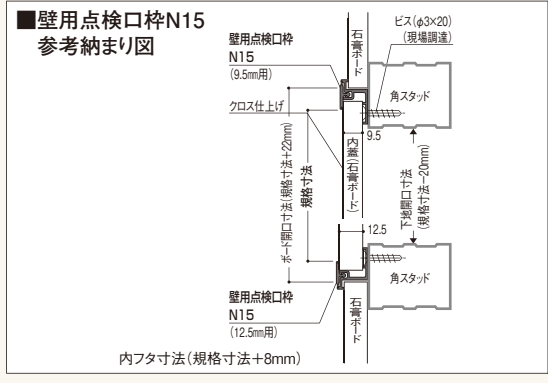 ■壁用点検口枠N15
参考納まり図
壁用点検口枠
N15
(9.5㎜用)
石膏ボード
ビス(φ3×20)
(現場調達)
角スタッド
クロス仕上げ
9.5
ボード開口寸法(規格寸法+22mm)
規格寸法
内蓋(石膏ボード)
下地開口寸法
(規格寸法−20mm)
12.5
壁用点検口枠
N15
(12.5㎜用)
石膏ボード
角スタッド
内フタ寸法(規格寸法+8mm)